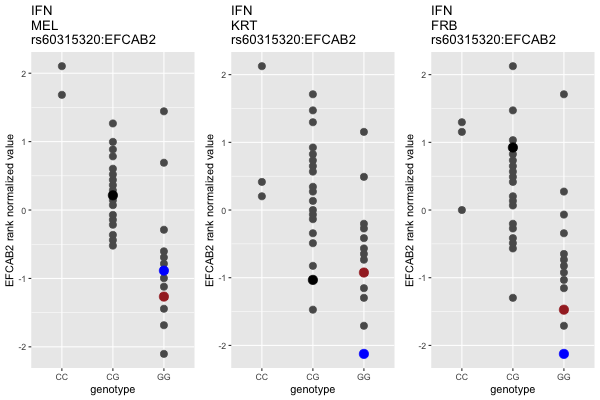 IFN
MEL
rs60315320:EFCAB2
EFCAB2 rank normalized value
2
1
0
-1
-2
CC CG GG
genotype
IFN
KRT
rs60315320:EFCAB2
EFCAB2 rank normalized value
2
1
0
-1
-2
CC CG GG
genotype
IFN
FRB
rs60315320:EFCAB2
EFCAB2 rank normalized value
2
1
0
-1
-2
CC CG GG
genotype